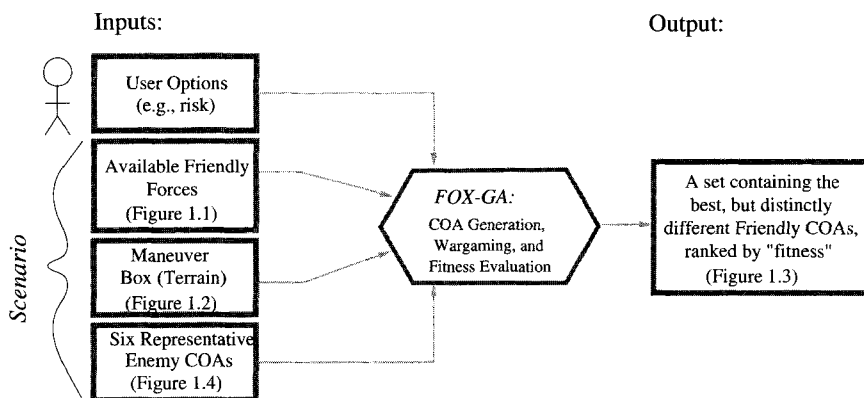 Inputs:
Output:
User Options
(e.g., risk)
Available Friendly
Forces
(Figure 1.1)
Maneuver
Box (Terrain)
(Figure 1.2)
Six Representative
Enemy COAs
(Figure 1.4)
Scenario
FOX-GA:
COA Generation,
Wargaming, and
Fitness Evaluation
A set containing the
best, but distinctly
different Friendly COAs,
ranked by "fitness"
(Figure 1.3)